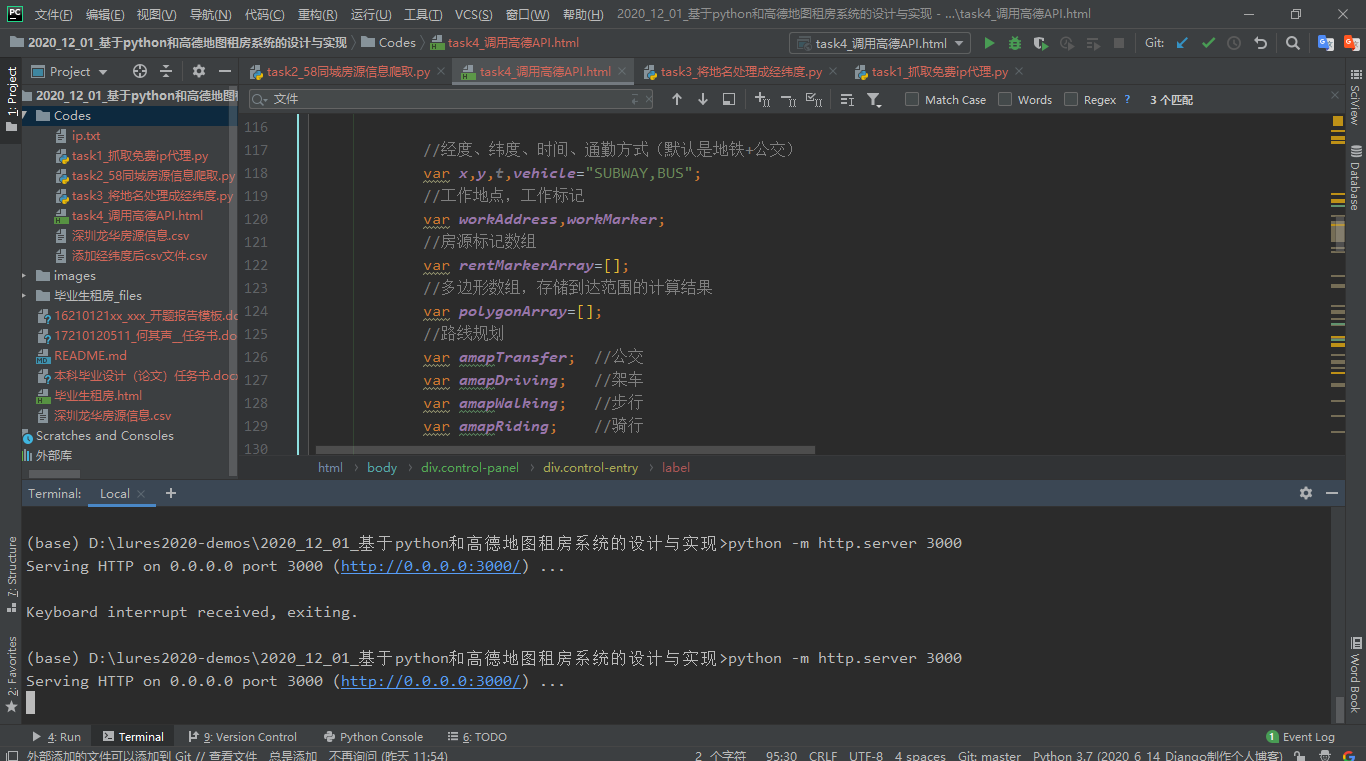 PC 文件(F) 编辑(E) 视图(V) 导航(N) 代码(C) 重构(R) 运行(U) 工具(T) VCS(S) 窗口(W) 帮助(H) 2020_12_01_基于python和高德地图租房系统的设计与实现 - ...\task4_调用高德API.html
2020_12_01_基于python和高德地图租房系统的设计与实现 Codes task4_调用高德API.html task4_调用高德API.html Git:
1: Project
Project
task2_58同城房源信息爬取.py task4_调用高德API.html task3_将地名处理成经纬度.py task1_抓取免费ip代理.py
文件 Match Case Words Regex ? 3 个匹配
2020_12_01_基于python和高德地图租
Codes
ip.txt
task1_抓取免费ip代理.py
task2_58同城房源信息爬取.py
task3_将地名处理成经纬度.py
task4_调用高德API.html
深圳龙华房源信息.csv
添加经纬度后csv文件.csv
images
毕业生租房_files
16210121xx_xxx_开题报告模板.dc
17210120511_何其声__任务书.do
README.md
本科毕业设计（论文）任务书.docx
毕业生租房.html
深圳龙华房源信息.csv
Scratches and Consoles
外部库
116
117 //经度、纬度、时间、通勤方式（默认是地铁+公交）
118 var x,y,t,vehicle="SUBWAY,BUS";
119 //工作地点，工作标记
120 var workAddress,workMarker;
121 //房源标记数组
122 var rentMarkerArray=[];
123 //多边形数组，存储到达范围的计算结果
124 var polygonArray=[];
125 //路线规划
126 var amapTransfer; //公交
127 var amapDriving; //架车
128 var amapWalking; //步行
129 var amapRiding; //骑行
130
html body div.control-panel div.control-entry label
SciView
Database
Word Book
Terminal: Local +
(base) D:\lures2020-demos\2020_12_01_基于python和高德地图租房系统的设计与实现>python -m http.server 3000
Serving HTTP on 0.0.0.0 port 3000 (http://0.0.0.0:3000/) ...
Keyboard interrupt received, exiting.
(base) D:\lures2020-demos\2020_12_01_基于python和高德地图租房系统的设计与实现>python -m http.server 3000
Serving HTTP on 0.0.0.0 port 3000 (http://0.0.0.0:3000/) ...
7: Structure
2: Favorites
4: Run Terminal 9: Version Control Python Console 6: TODO 1 Event Log
外部添加的文件可以添加到 Git // 查看文件 总是添加 不再询问 (昨天 11:54) 2 个字符 95:30 CRLF UTF-8 4 spaces Git: master Python 3.7 (2020_6_14_Django制作个人博客)